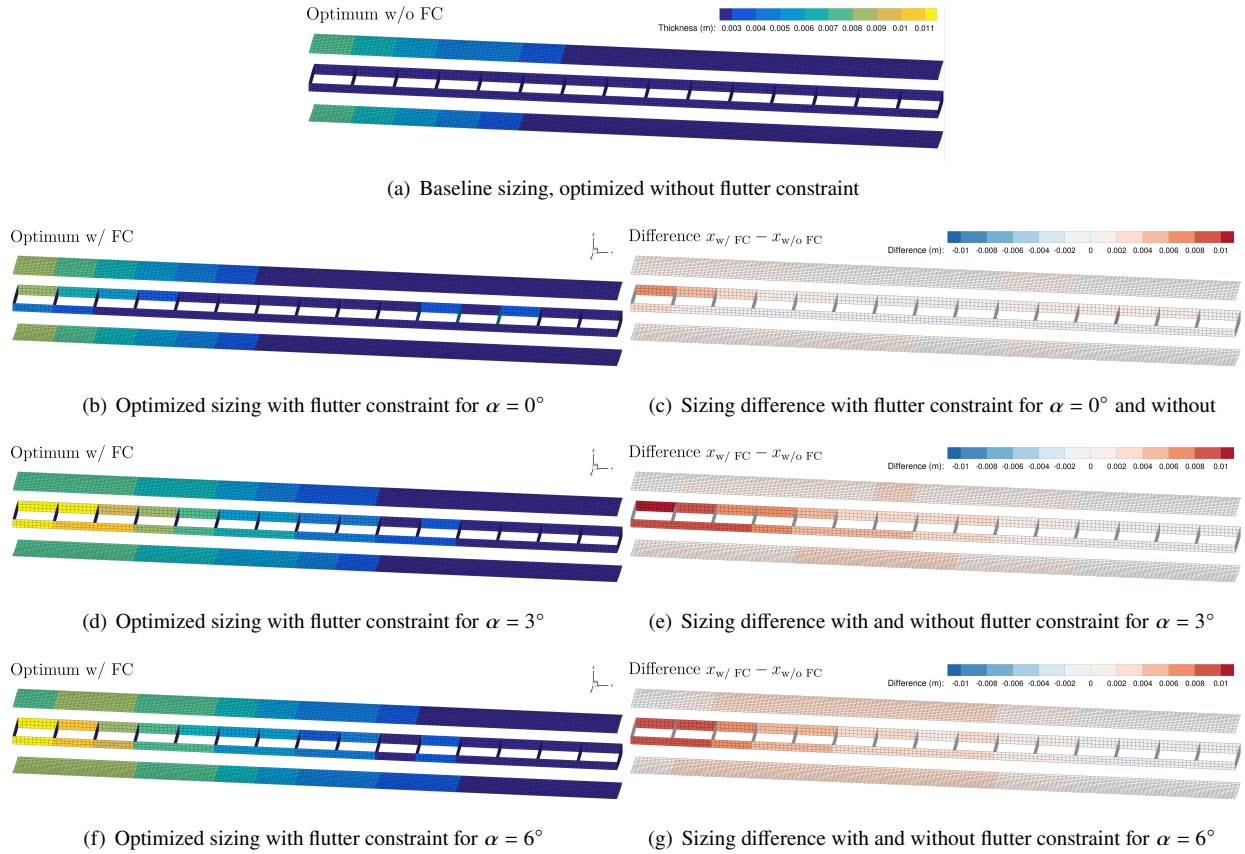 Optimum w/o FC
Thickness (m): 0.003 0.004 0.005 0.006 0.007 0.008 0.009 0.01 0.011
(a) Baseline sizing, optimized without flutter constraint
Optimum w/ FC
Difference x_w/ FC − x_w/o FC
Difference (m): -0.01 -0.008 -0.006 -0.004 -0.002 0 0.002 0.004 0.006 0.008 0.01
(b) Optimized sizing with flutter constraint for α = 0°
(c) Sizing difference with flutter constraint for α = 0° and without
Optimum w/ FC
Difference x_w/ FC − x_w/o FC
Difference (m): -0.01 -0.008 -0.006 -0.004 -0.002 0 0.002 0.004 0.006 0.008 0.01
(d) Optimized sizing with flutter constraint for α = 3°
(e) Sizing difference with and without flutter constraint for α = 3°
Optimum w/ FC
Difference x_w/ FC − x_w/o FC
Difference (m): -0.01 -0.008 -0.006 -0.004 -0.002 0 0.002 0.004 0.006 0.008 0.01
(f) Optimized sizing with flutter constraint for α = 6°
(g) Sizing difference with and without flutter constraint for α = 6°